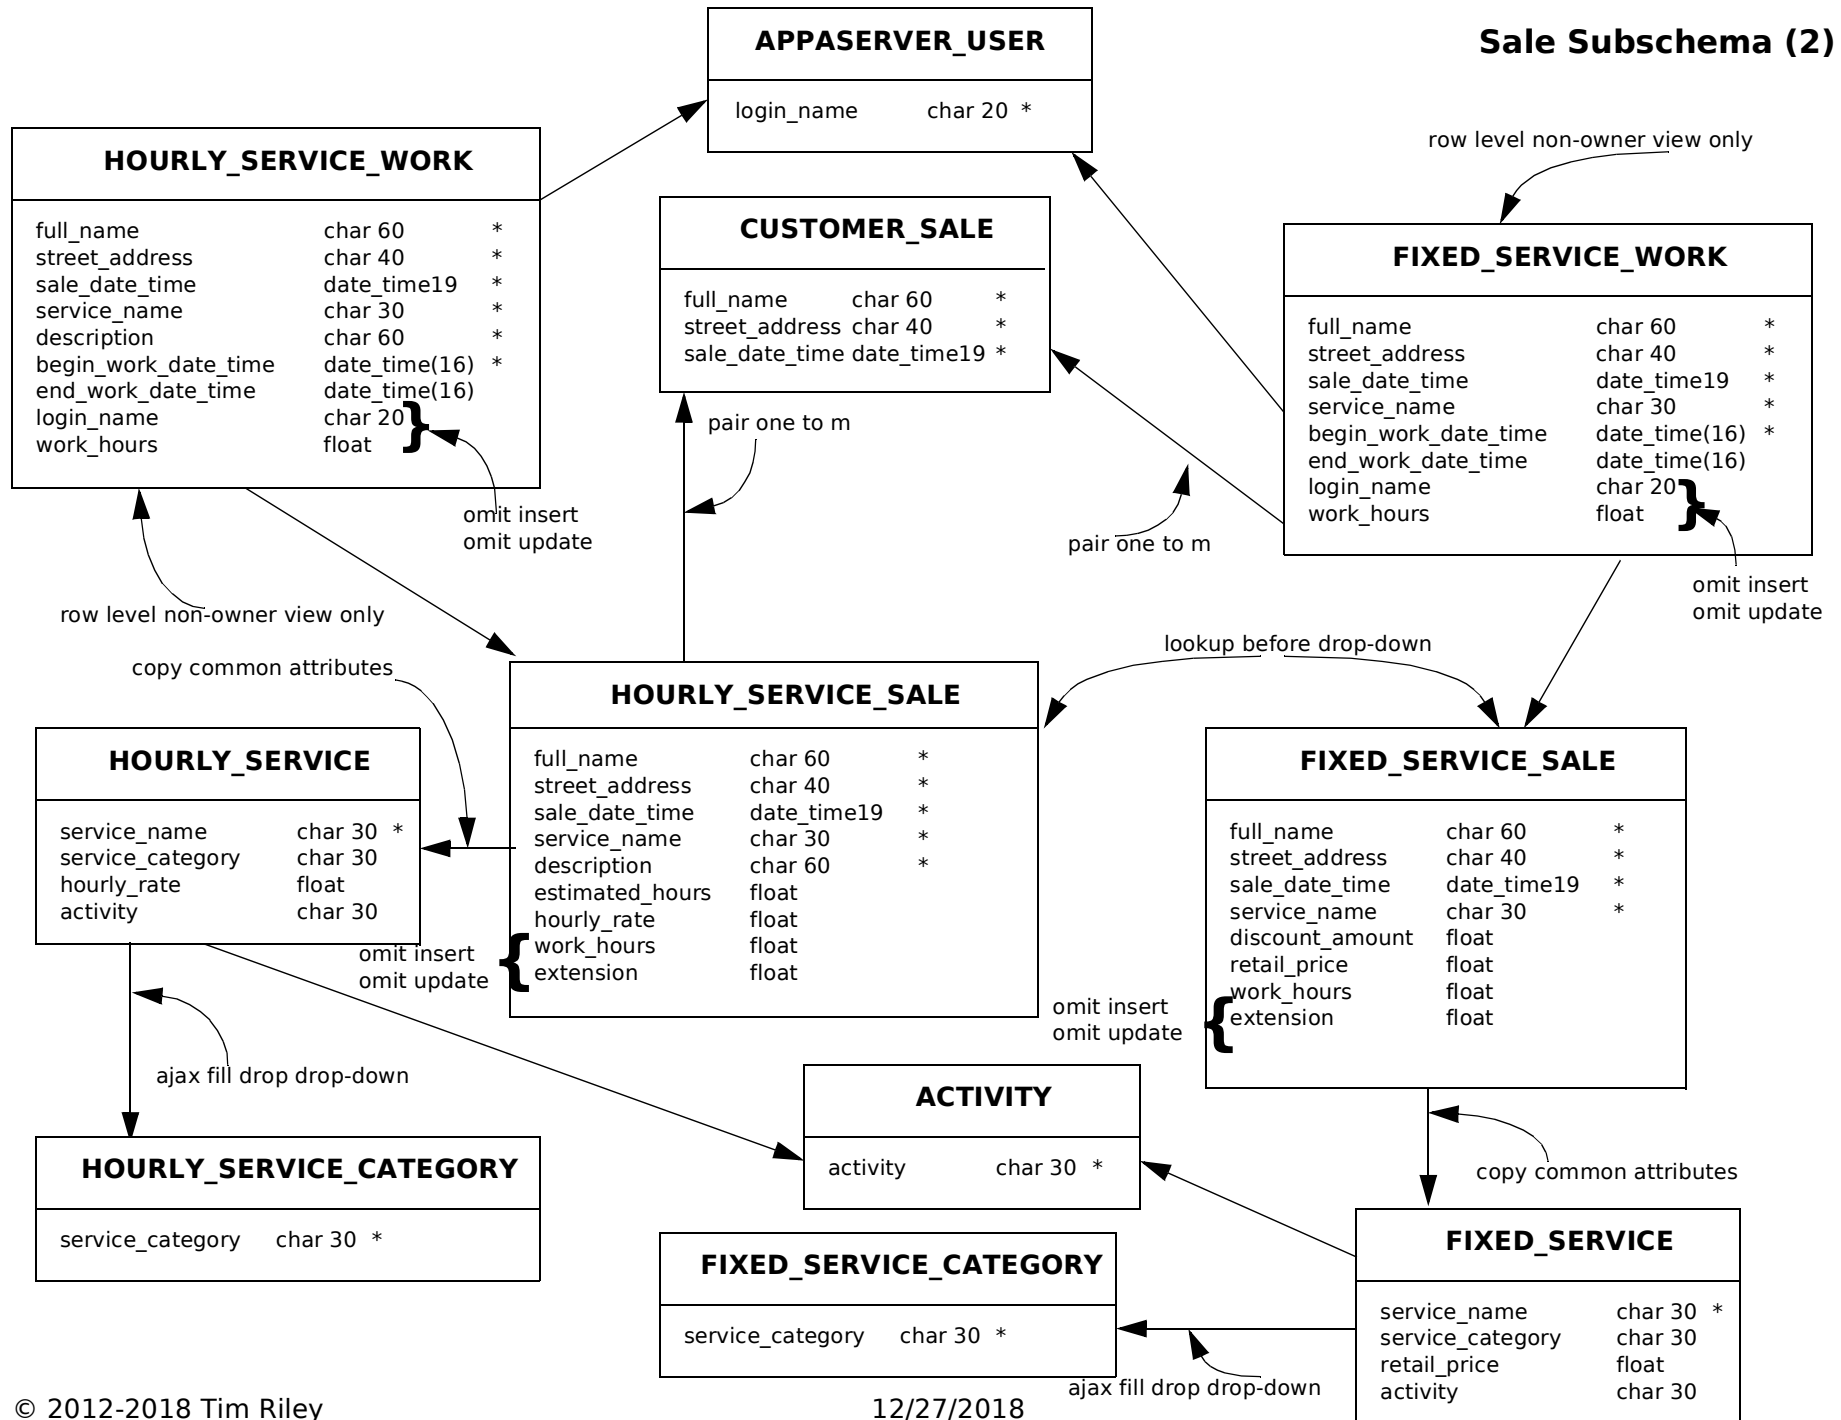 Sale Subschema (2)
APPASERVER_USER
login_name char 20 *
HOURLY_SERVICE_WORK
full_name char 60 *
street_address char 40 *
sale_date_time date_time19 *
service_name char 30 *
description char 60 *
begin_work_date_time date_time(16) *
end_work_date_time date_time(16)
login_name char 20
work_hours float
}
omit insert
omit update
row level non-owner view only
CUSTOMER_SALE
full_name char 60 *
street_address char 40 *
sale_date_time date_time19 *
pair one to m
row level non-owner view only
FIXED_SERVICE_WORK
full_name char 60 *
street_address char 40 *
sale_date_time date_time19 *
service_name char 30 *
begin_work_date_time date_time(16) *
end_work_date_time date_time(16)
login_name char 20
work_hours float
}
pair one to m
omit insert
omit update
lookup before drop-down
copy common attributes
HOURLY_SERVICE_SALE
full_name char 60 *
street_address char 40 *
sale_date_time date_time19 *
service_name char 30 *
description char 60 *
estimated_hours float
hourly_rate float
work_hours float
extension float
{
omit insert
omit update
HOURLY_SERVICE
service_name char 30 *
service_category char 30
hourly_rate float
activity char 30
FIXED_SERVICE_SALE
full_name char 60 *
street_address char 40 *
sale_date_time date_time19 *
service_name char 30 *
discount_amount float
retail_price float
work_hours float
extension float
{
omit insert
omit update
ajax fill drop drop-down
ACTIVITY
activity char 30 *
copy common attributes
HOURLY_SERVICE_CATEGORY
service_category char 30 *
FIXED_SERVICE_CATEGORY
service_category char 30 *
FIXED_SERVICE
service_name char 30 *
service_category char 30
retail_price float
activity char 30
ajax fill drop drop-down
© 2012-2018 Tim Riley
12/27/2018